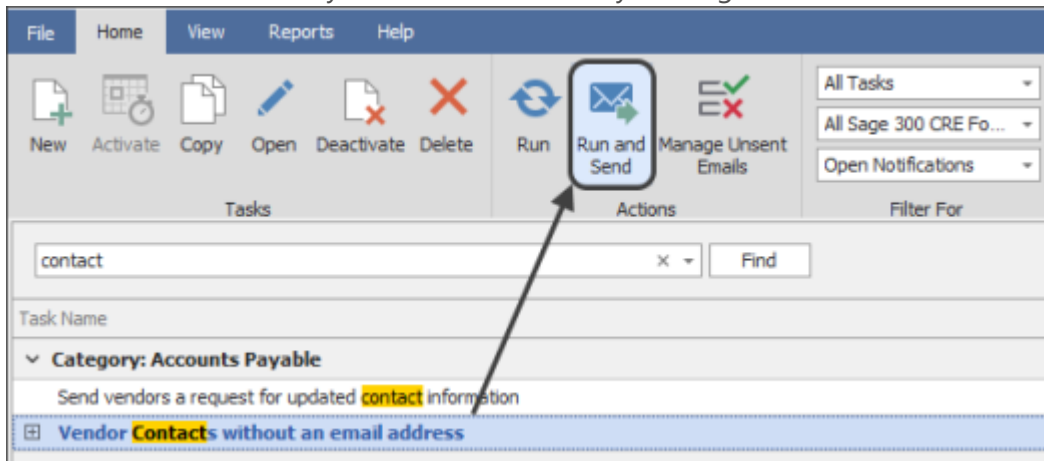 File Home View Reports Help
New Activate Copy Open Deactivate Delete Run Run and Send Manage Unsent Emails
All Tasks
All Sage 300 CRE Fo...
Open Notifications
Tasks Actions Filter For
contact Find
Task Name
Category: Accounts Payable
Send vendors a request for updated contact information
Vendor Contacts without an email address